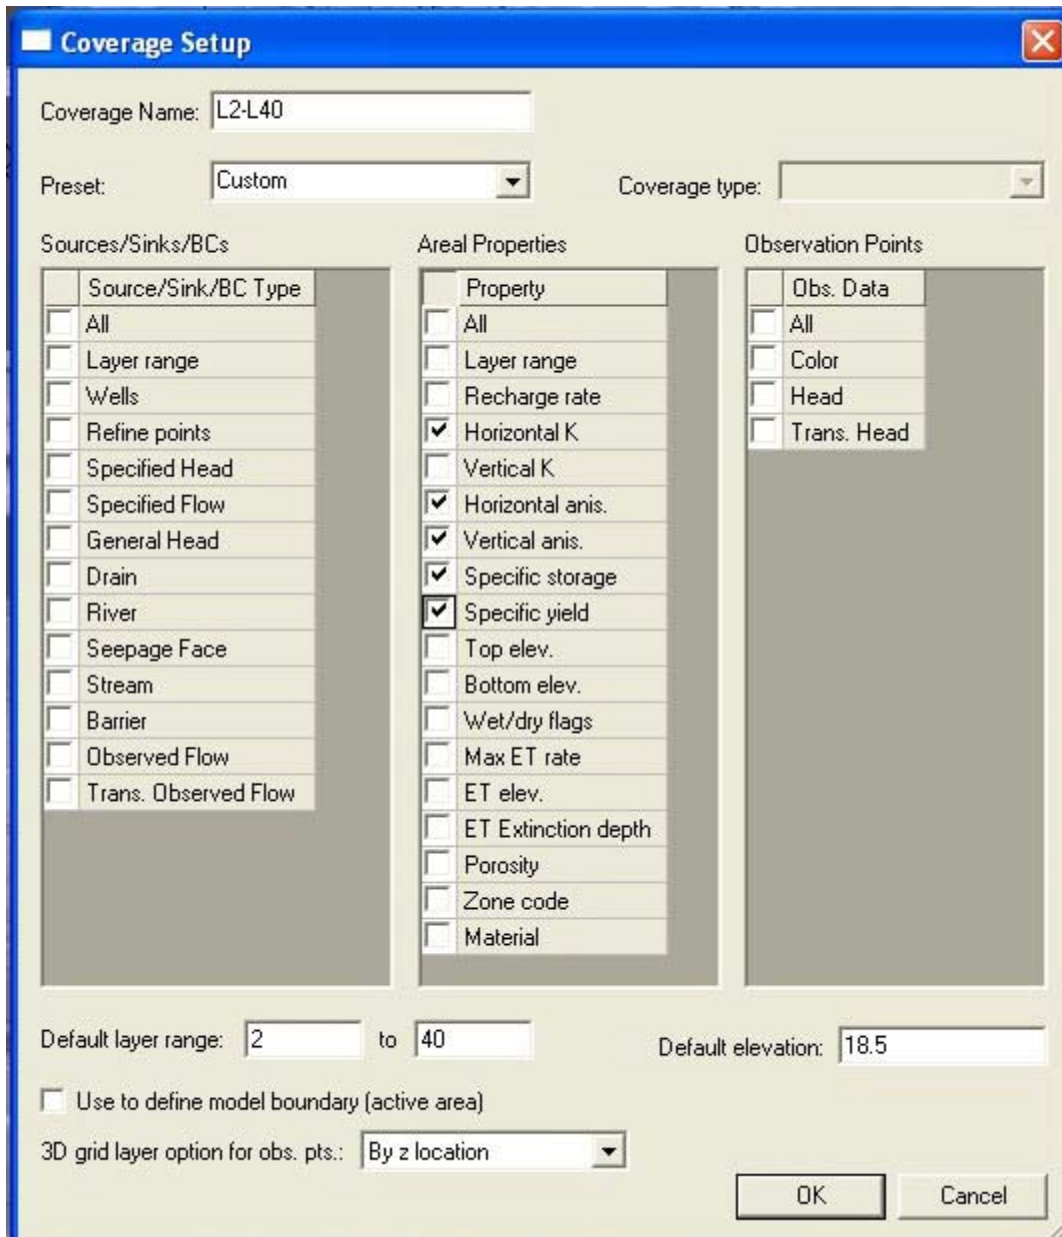 Coverage Setup
Coverage Name: L2-L40
Preset: Custom Coverage type:
Sources/Sinks/BCs
Source/Sink/BC Type
All
Layer range
Wells
Refine points
Specified Head
Specified Flow
General Head
Drain
River
Seepage Face
Stream
Barrier
Observed Flow
Trans. Observed Flow
Areal Properties
Property
All
Layer range
Recharge rate
Horizontal K
Vertical K
Horizontal anis.
Vertical anis.
Specific storage
Specific yield
Top elev.
Bottom elev.
Wet/dry flags
Max ET rate
ET elev.
ET Extinction depth
Porosity
Zone code
Material
Observation Points
Obs. Data
All
Color
Head
Trans. Head
Default layer range: 2 to 40 Default elevation: 18.5
Use to define model boundary (active area)
3D grid layer option for obs. pts.: By z location
OK Cancel